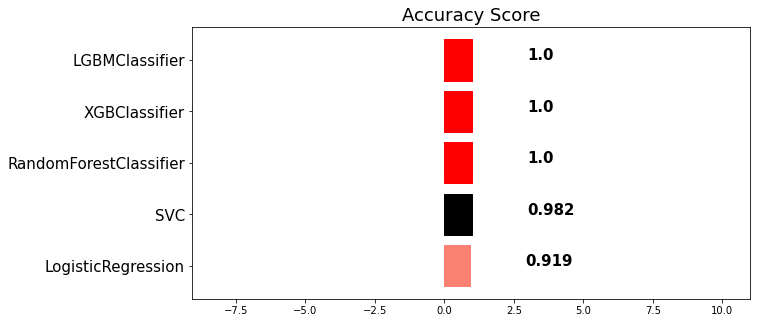 Accuracy Score
LGBMClassifier 1.0
XGBClassifier 1.0
RandomForestClassifier 1.0
SVC 0.982
LogisticRegression 0.919
−7.5 −5.0 −2.5 0.0 2.5 5.0 7.5 10.0